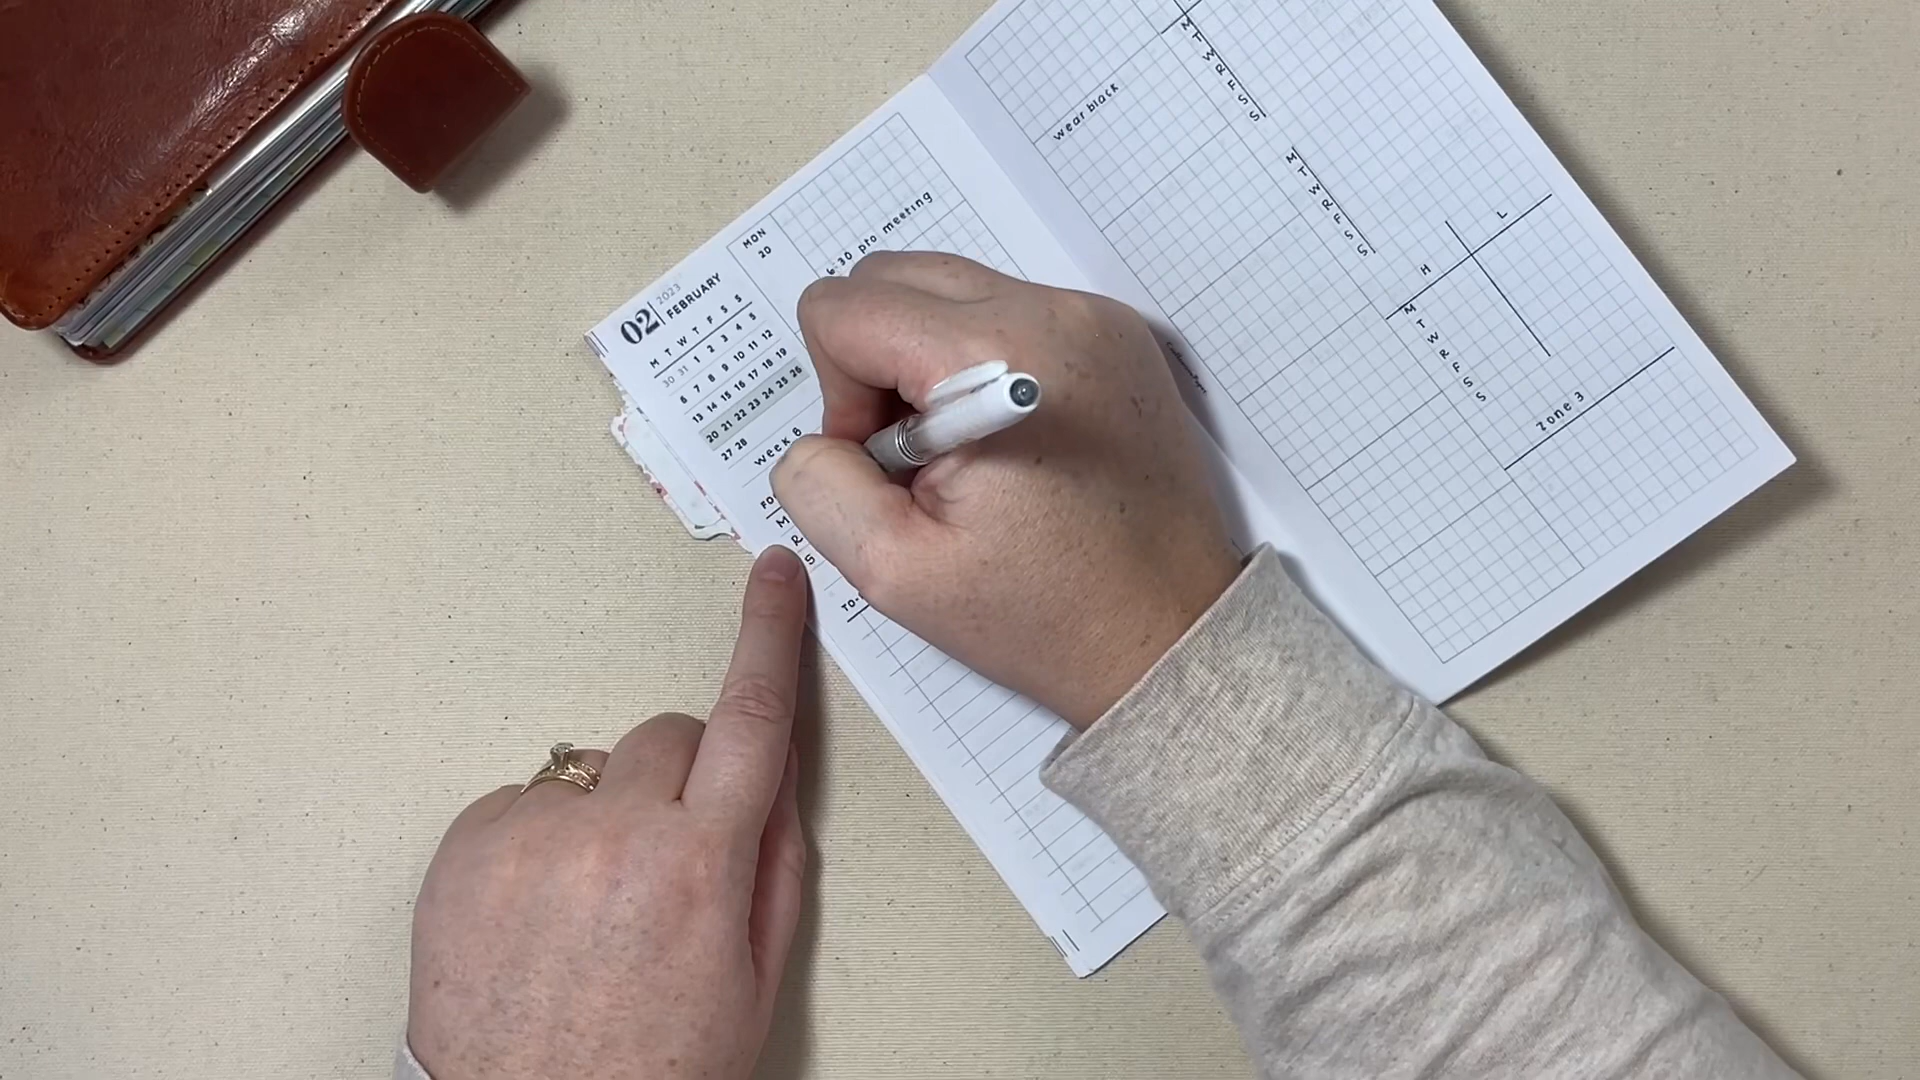 02 2023
FEBRUARY
M T W T F S S
30 31 1 2 3 4 5
6 7 8 9 10 11 12
13 14 15 16 17 18 19
20 21 22 23 24 25 26
27 28
week 8
M
R
S
MON
20
6:30 pto meeting
wear black
M
T
W
R
F
S
S
M
T
W
R
F
S
S
H L
M
T
W
R
F
S
S
Zone 3